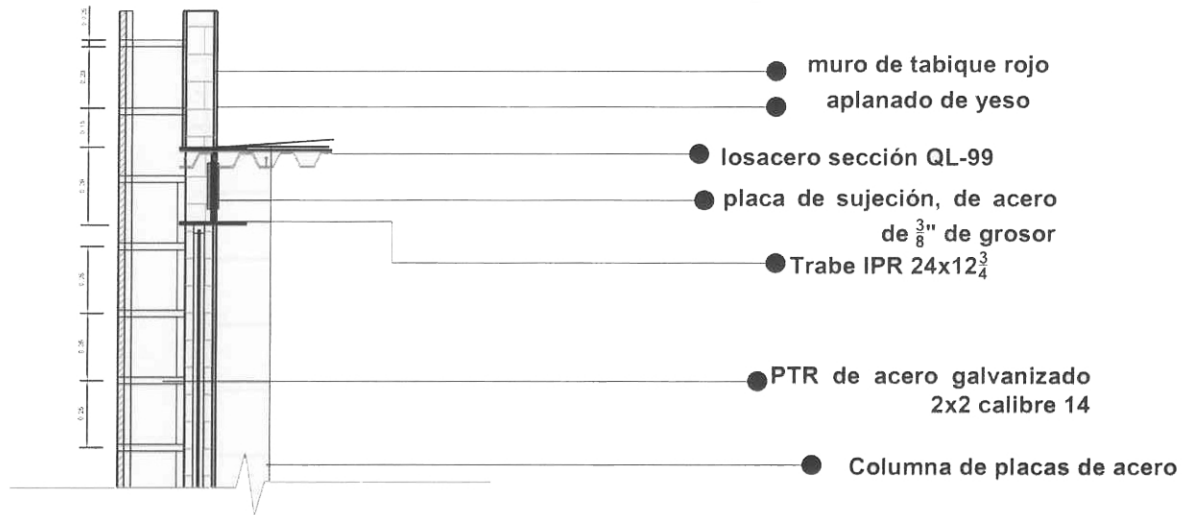 muro de tabique rojo
aplanado de yeso
losacero sección QL-99
placa de sujeción, de acero
de 3/8" de grosor
Trabe IPR 24x12 3/4
PTR de acero galvanizado
2x2 calibre 14
Columna de placas de acero